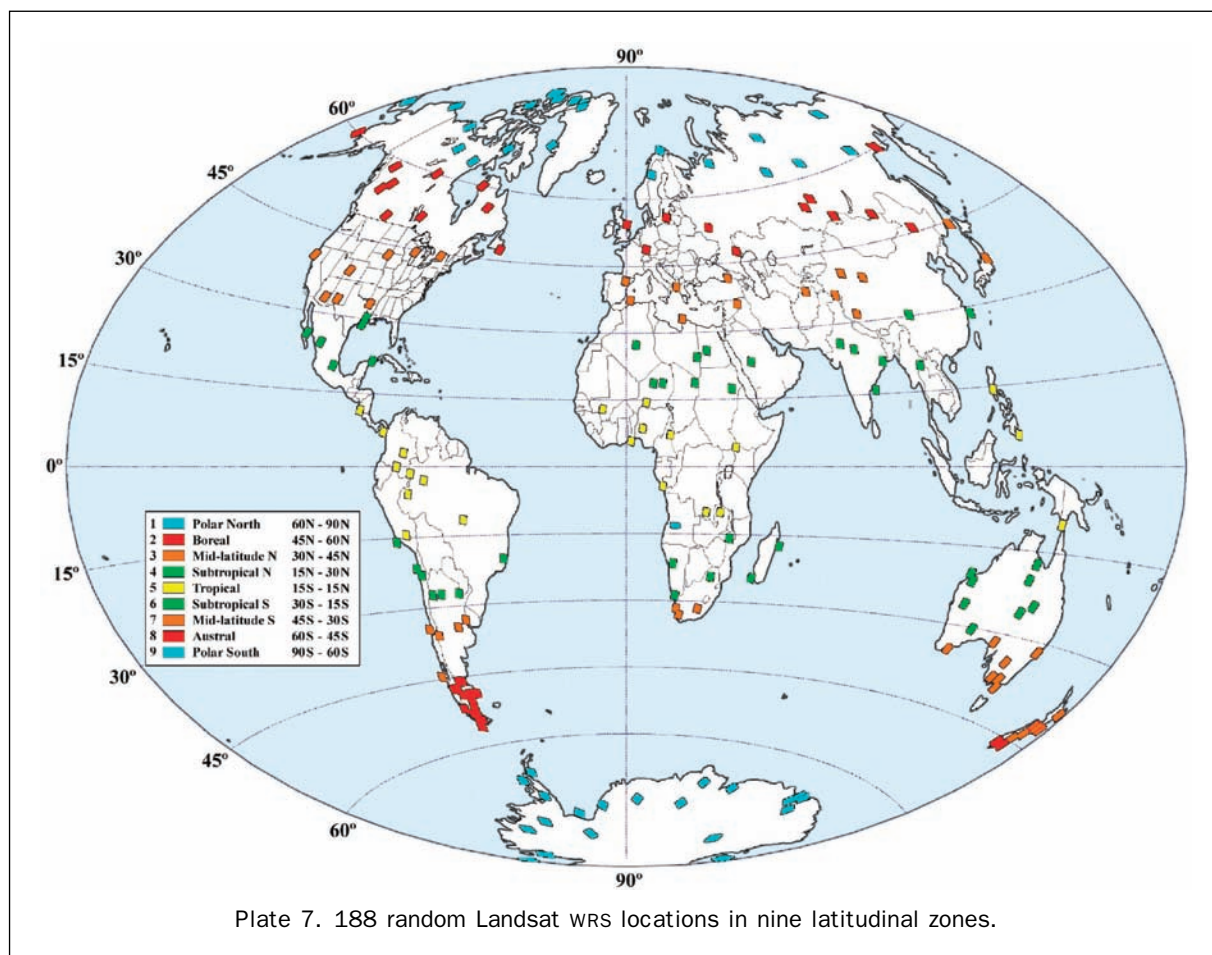 90º
60º
45º
30º
15º
0º
1 Polar North 60N - 90N
2 Boreal 45N - 60N
3 Mid-latitude N 30N - 45N
4 Subtropical N 15N - 30N
5 Tropical 15S - 15N
6 Subtropical S 30S - 15S
7 Mid-latitude S 45S - 30S
8 Austral 60S - 45S
9 Polar South 90S - 60S
15º
30º
45º
60º
90º
Plate 7. 188 random Landsat WRS locations in nine latitudinal zones.